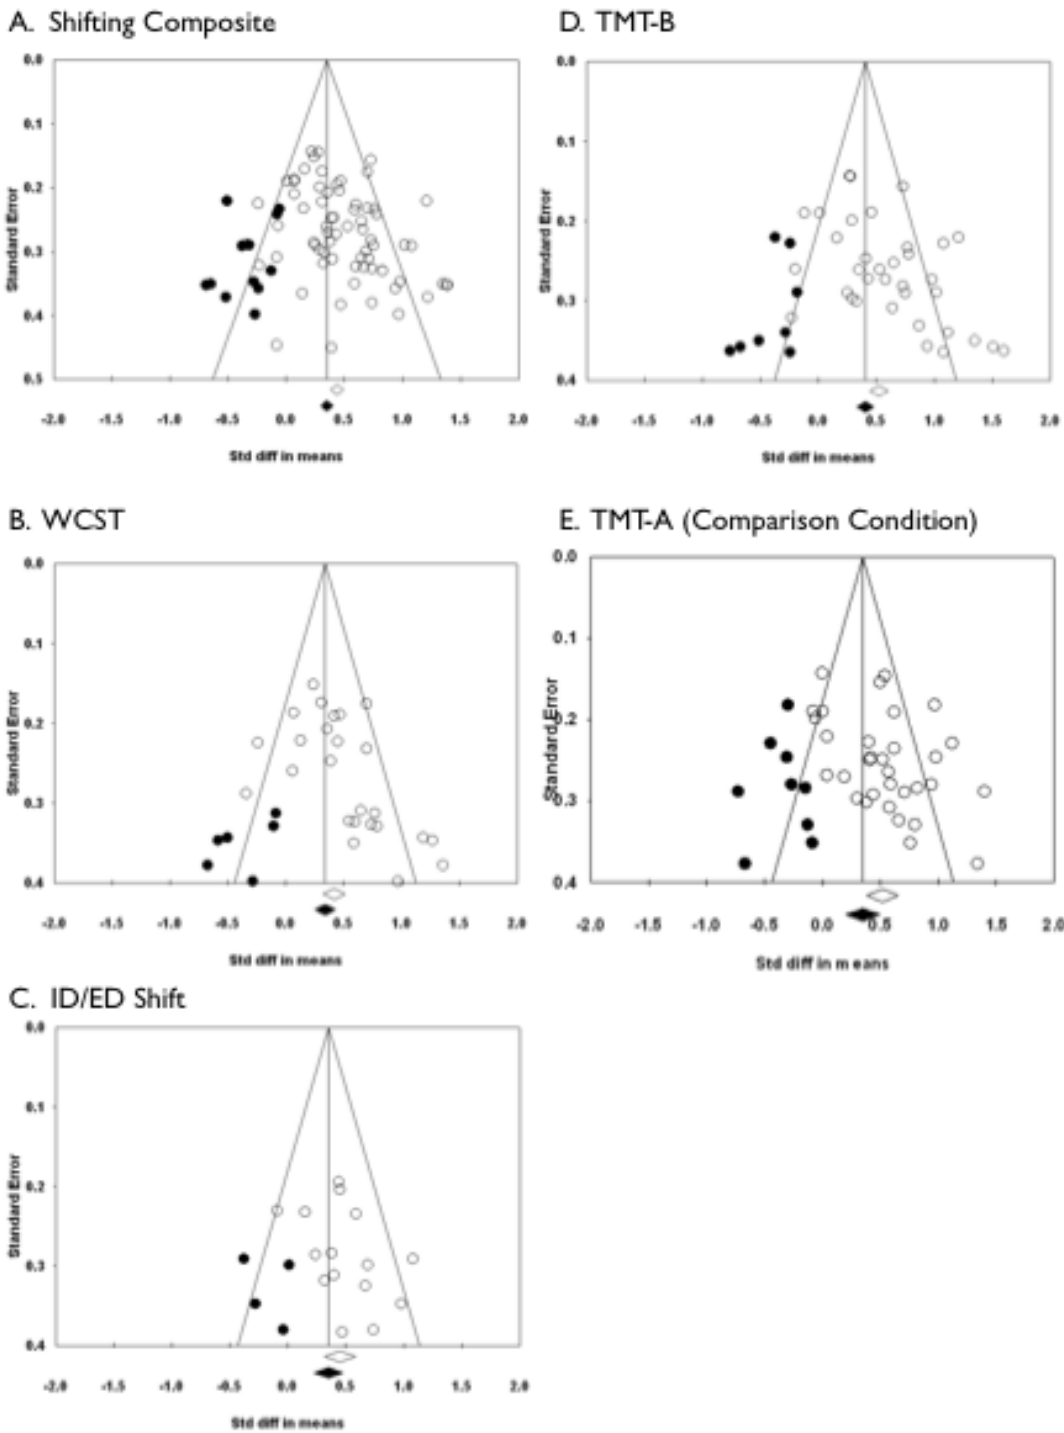 A. Shifting Composite
0.0
0.1
0.2
0.3
0.4
0.5
Standard Error
-2.0 -1.5 -1.0 -0.5 0.0 0.5 1.0 1.5 2.0
Std diff in means
B. WCST
0.0
0.1
0.2
0.3
0.4
Standard Error
-2.0 -1.5 -1.0 -0.5 0.0 0.5 1.0 1.5 2.0
Std diff in means
C. ID/ED Shift
0.0
0.1
0.2
0.3
0.4
Standard Error
-2.0 -1.5 -1.0 -0.5 0.0 0.5 1.0 1.5 2.0
Std diff in means
D. TMT-B
0.0
0.1
0.2
0.3
0.4
Standard Error
-2.0 -1.5 -1.0 -0.5 0.0 0.5 1.0 1.5 2.0
Std diff in means
E. TMT-A (Comparison Condition)
0.0
0.1
0.2
0.3
0.4
Standard Error
-2.0 -1.5 -1.0 -0.5 0.0 0.5 1.0 1.5 2.0
Std diff in means